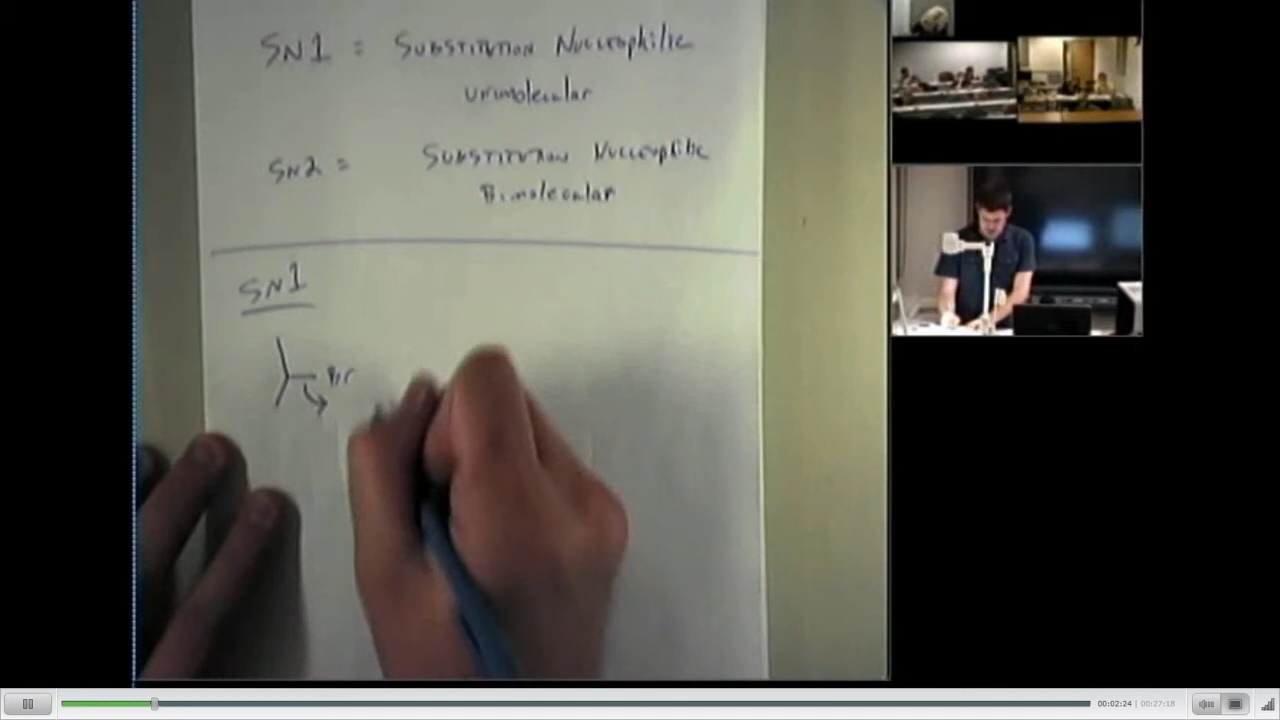 SN1 = Substitution Nucleophilic
Unimolecular
SN2 = Substitution Nucleophilic
Bimolecular
SN1
Br
00:02:24 | 00:27:18